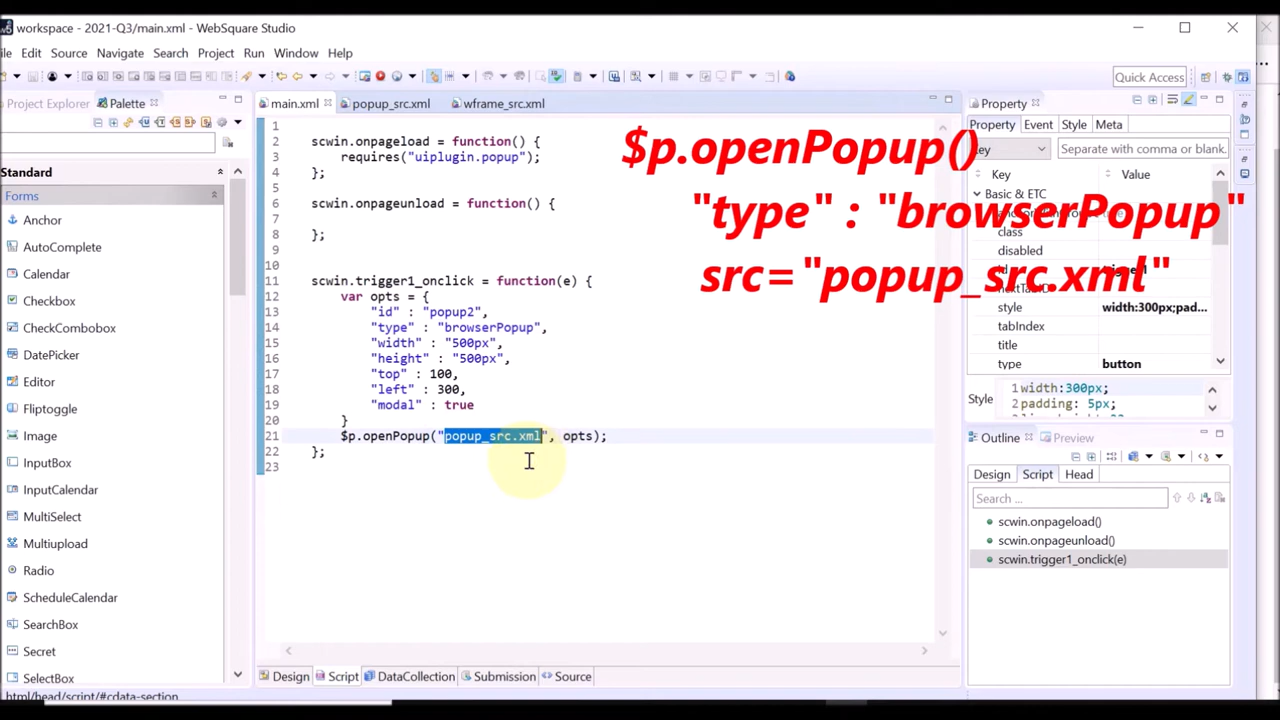 workspace - 2021-Q3/main.xml - WebSquare Studio
ile Edit Source Navigate Search Project Run Window Help
Quick Access
Project Explorer Palette
main.xml popup_src.xml wframe_src.xml
Property
Property Event Style Meta
key Separate with comma or blank.
Key Value
Basic & ETC
class
disabled
id
style width:300px;pad...
tabIndex
title
type button
Style 1 width:300px;
2 padding: 5px;
Standard
Forms
Anchor
AutoComplete
Calendar
Checkbox
CheckCombobox
DatePicker
Editor
Fliptoggle
Image
InputBox
InputCalendar
MultiSelect
Multiupload
Radio
ScheduleCalendar
SearchBox
Secret
SelectBox
1
2 scwin.onpageload = function() {
3 requires("uiplugin.popup");
4 };
5
6 scwin.onpageunload = function() {
7
8 };
9
10
11 scwin.trigger1_onclick = function(e) {
12 var opts = {
13 "id" : "popup2",
14 "type" : "browserPopup",
15 "width" : "500px",
16 "height" : "500px",
17 "top" : 100,
18 "left" : 300,
19 "modal" : true
20 }
21 $p.openPopup("popup_src.xml", opts);
22 };
23
$p.openPopup()
"type" : "browserPopup"
src="popup_src.xml"
Outline Preview
Design Script Head
Search ...
scwin.onpageload()
scwin.onpageunload()
scwin.trigger1_onclick(e)
Design Script DataCollection Submission Source
html/head/script/#cdata-section